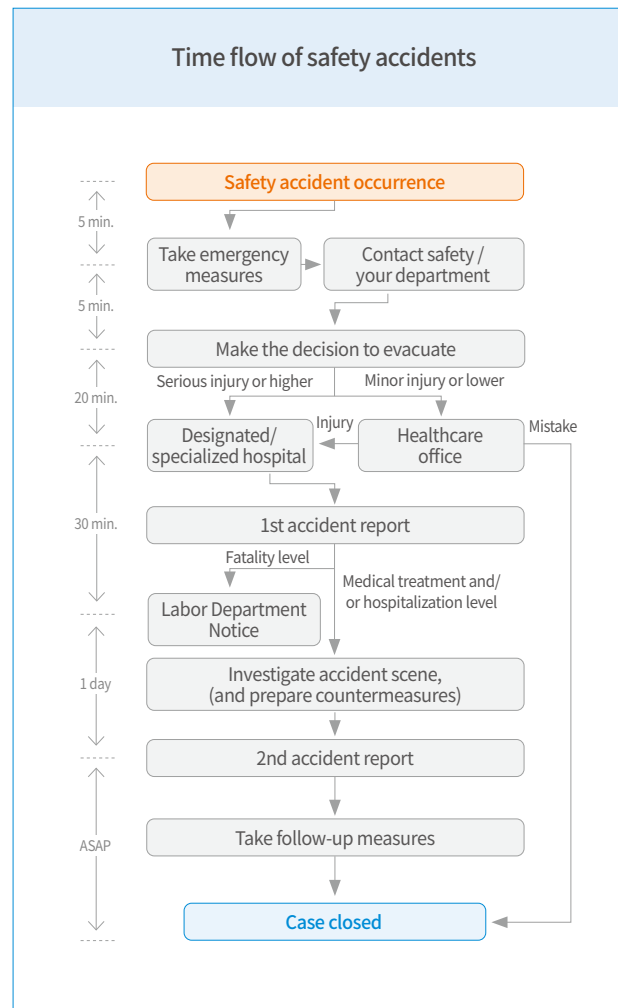 Time flow of safety accidents
Safety accident occurrence
5 min.
Take emergency
measures
Contact safety /
your department
5 min.
Make the decision to evacuate
20 min.
Serious injury or higher
Minor injury or lower
Designated/
specialized hospital
Injury
Healthcare
office
Mistake
30 min.
1st accident report
Fatality level
Medical treatment and/
or hospitalization level
Labor Department
Notice
1 day
Investigate accident scene,
(and prepare countermeasures)
2nd accident report
ASAP
Take follow-up measures
Case closed